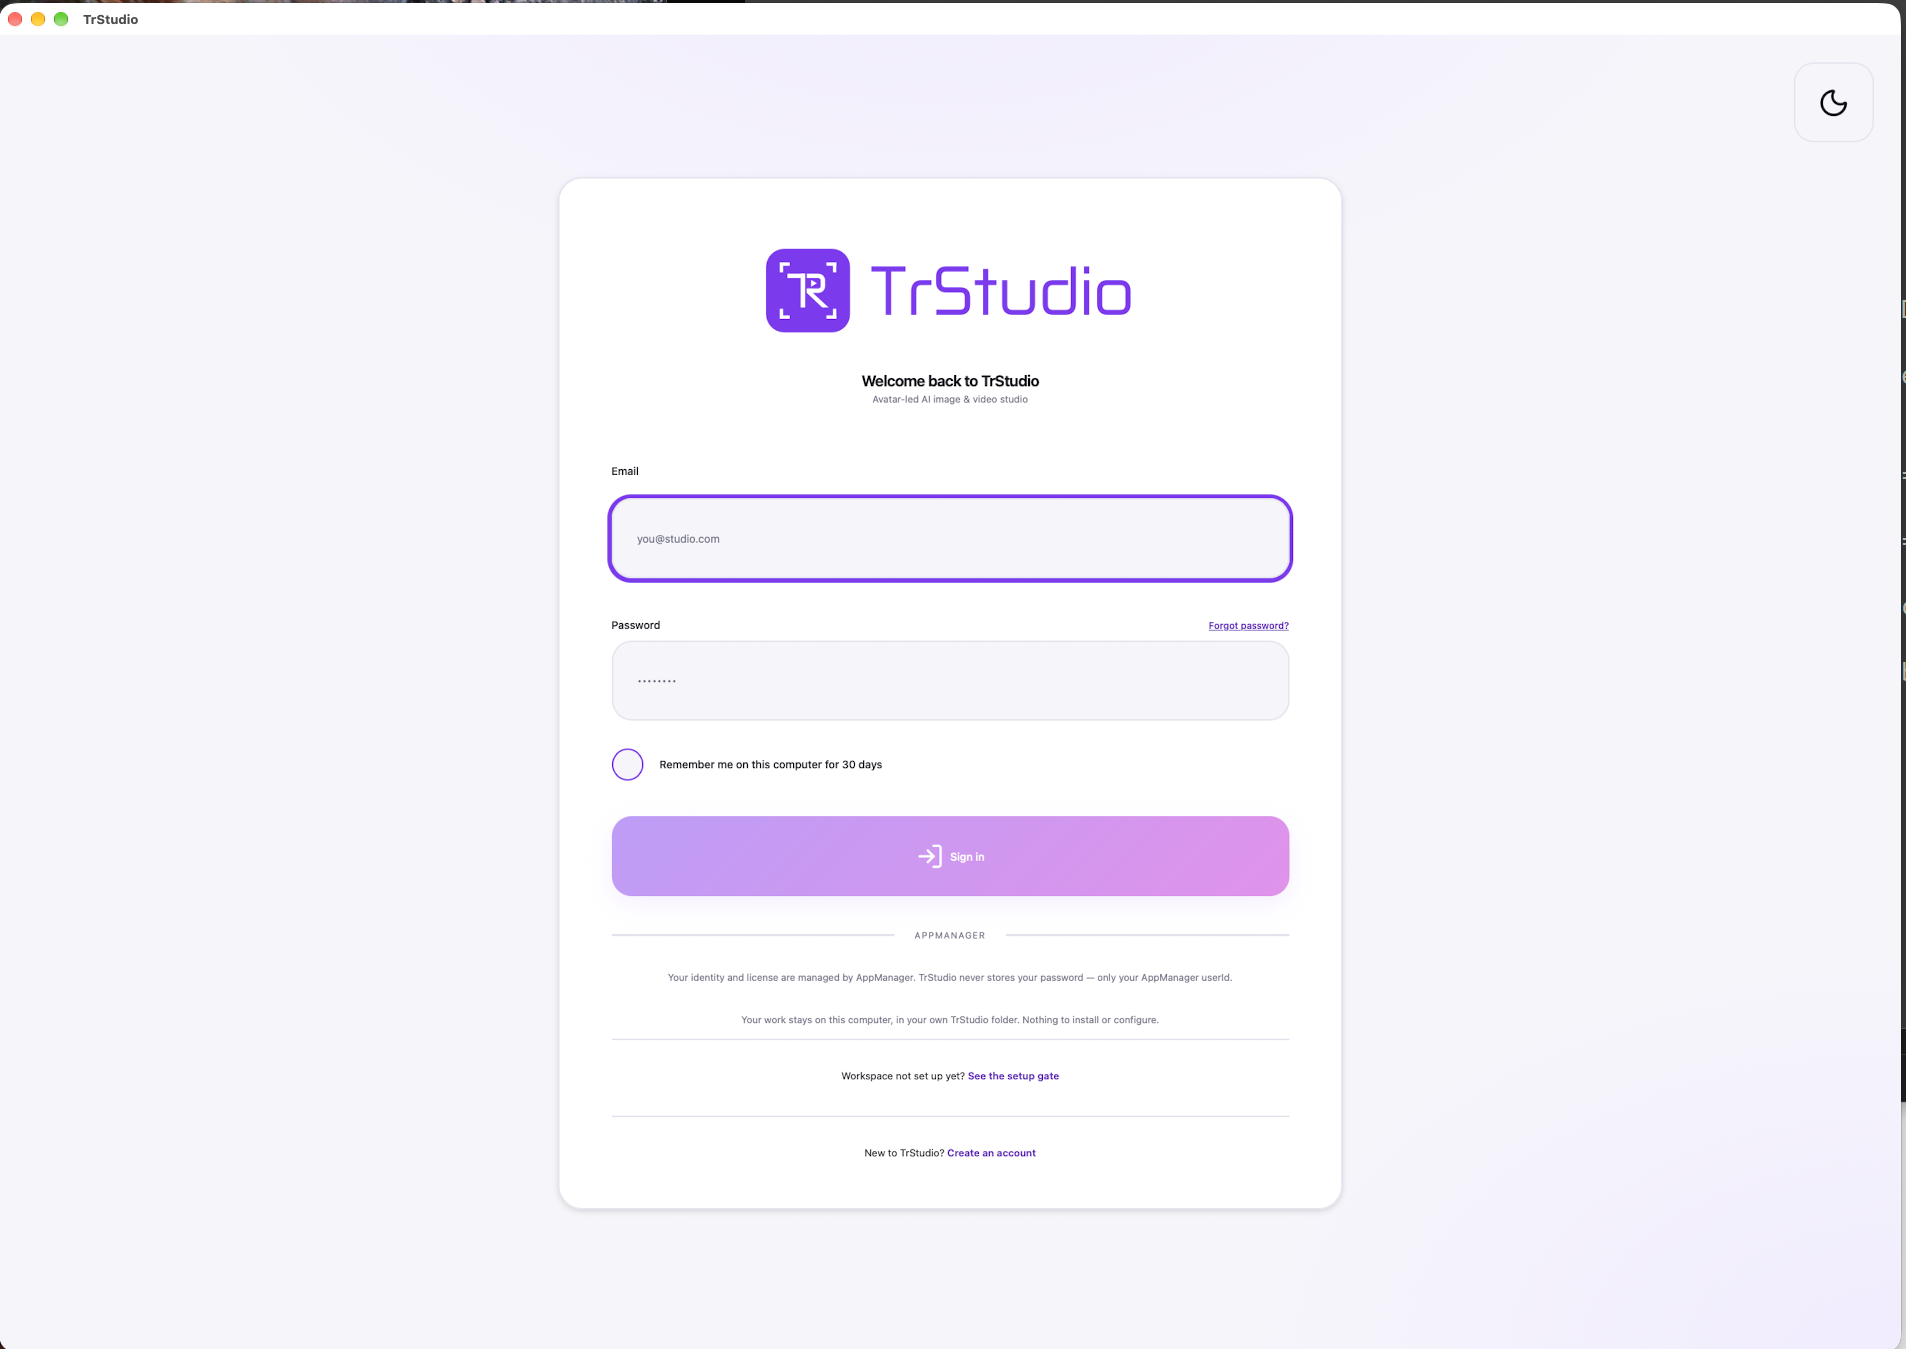 TrStudio
TR TrStudio
Welcome back to TrStudio
Avatar-led AI image & video studio
Email
you@studio.com
Password Forgot password?
••••••••
Remember me on this computer for 30 days
Sign in
APPMANAGER
Your identity and license are managed by AppManager. TrStudio never stores your password — only your AppManager userId.
Your work stays on this computer, in your own TrStudio folder. Nothing to install or configure.
Workspace not set up yet? See the setup gate
New to TrStudio? Create an account